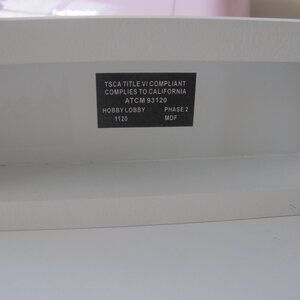 TSCA TITLE VI COMPLIANT
COMPLIES TO CALIFORNIA
ATCM 93120
HOBBY LOBBY PHASE 2
1120 MDF